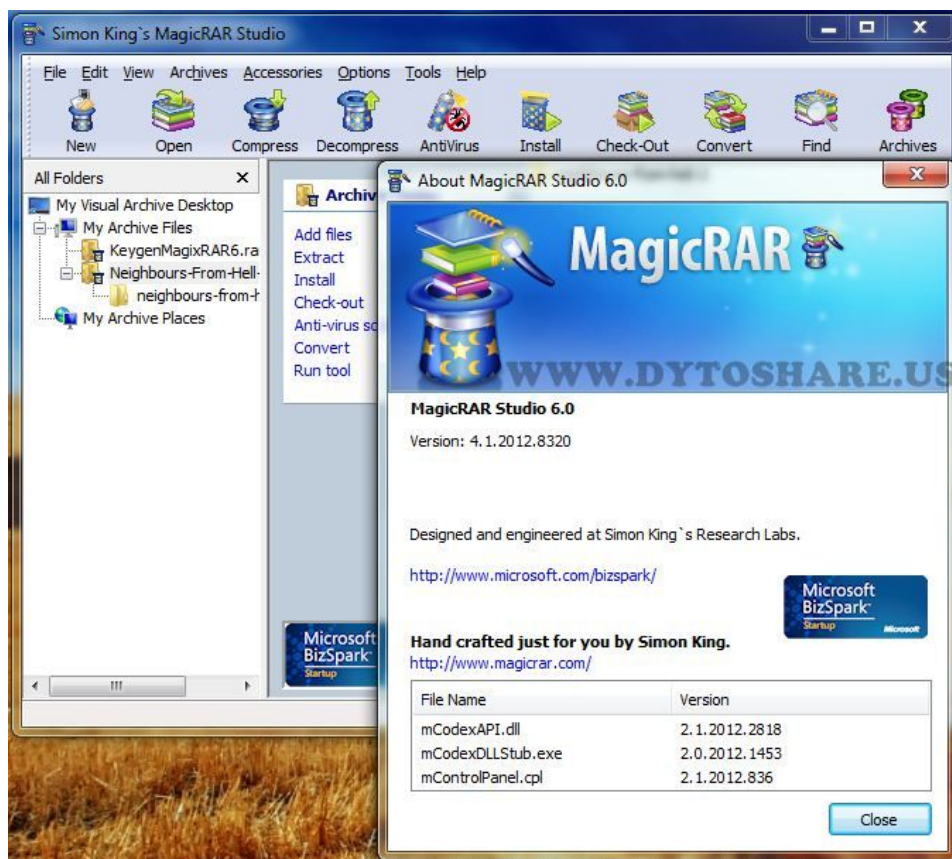 Simon King`s MagicRAR Studio
File Edit View Archives Accessories Options Tools Help
New Open Compress Decompress AntiVirus Install Check-Out Convert Find Archives
All Folders
My Visual Archive Desktop
My Archive Files
KeygenMagixRAR6.ra
Neighbours-From-Hell-
neighbours-from-h
My Archive Places
Archiv
Add files
Extract
Install
Check-out
Anti-virus sc
Convert
Run tool
Microsoft
BizSpark
Startup
About MagicRAR Studio 6.0
MagicRAR
WWW.DYTOSHARE.US
MagicRAR Studio 6.0
Version: 4.1.2012.8320
Designed and engineered at Simon King`s Research Labs.
http://www.microsoft.com/bizspark/
Microsoft
BizSpark
Startup Microsoft
Hand crafted just for you by Simon King.
http://www.magicrar.com/
File Name Version
mCodexAPI.dll 2.1.2012.2818
mCodexDLLStub.exe 2.0.2012.1453
mControlPanel.cpl 2.1.2012.836
Close